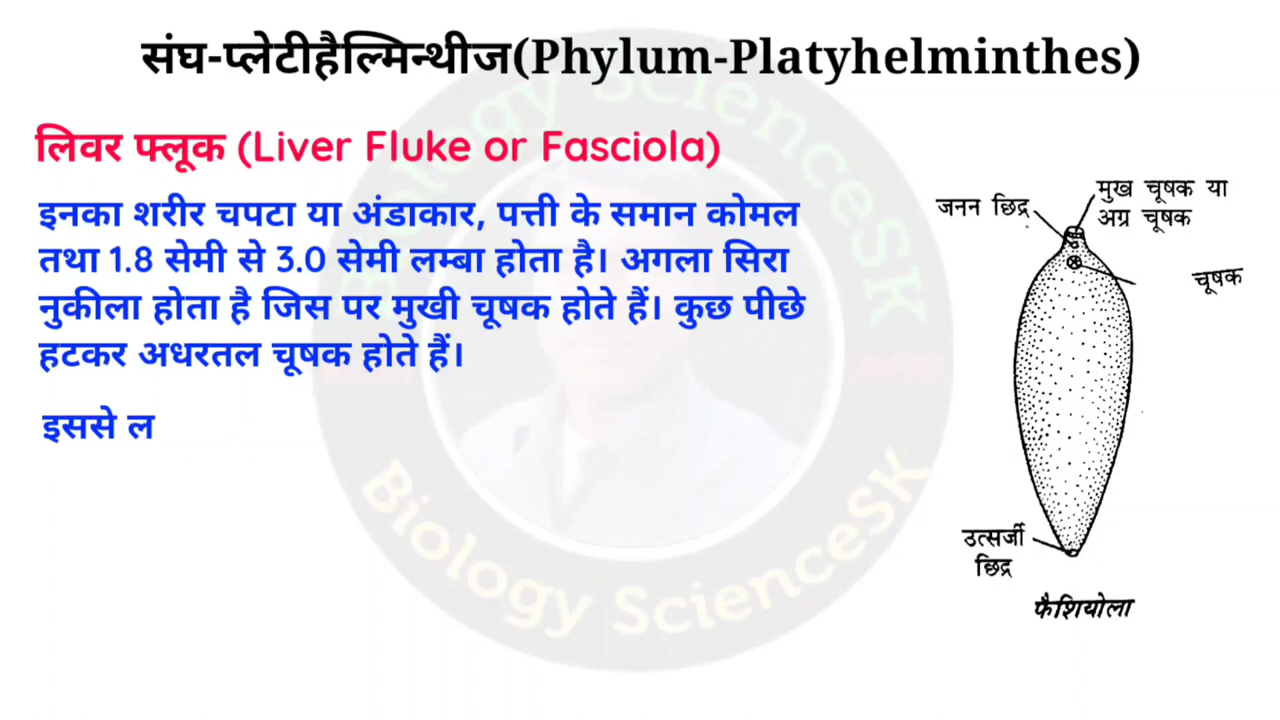 संघ-प्लेटीहैल्मिन्थीज(Phylum-Platyhelminthes)
लिवर फ्लूक (Liver Fluke or Fasciola)
इनका शरीर चपटा या अंडाकार, पत्ती के समान कोमल
तथा 1.8 सेमी से 3.0 सेमी लम्बा होता है। अगला सिरा
नुकीला होता है जिस पर मुखी चूषक होते हैं। कुछ पीछे
हटकर अधरतल चूषक होते हैं।
इससे ल
जनन छिद्र
मुख चूषक या
अग्र चूषक
चूषक
उत्सर्जी
छिद्र
फैशियोला
Biology ScienceSK
Biology ScienceSK